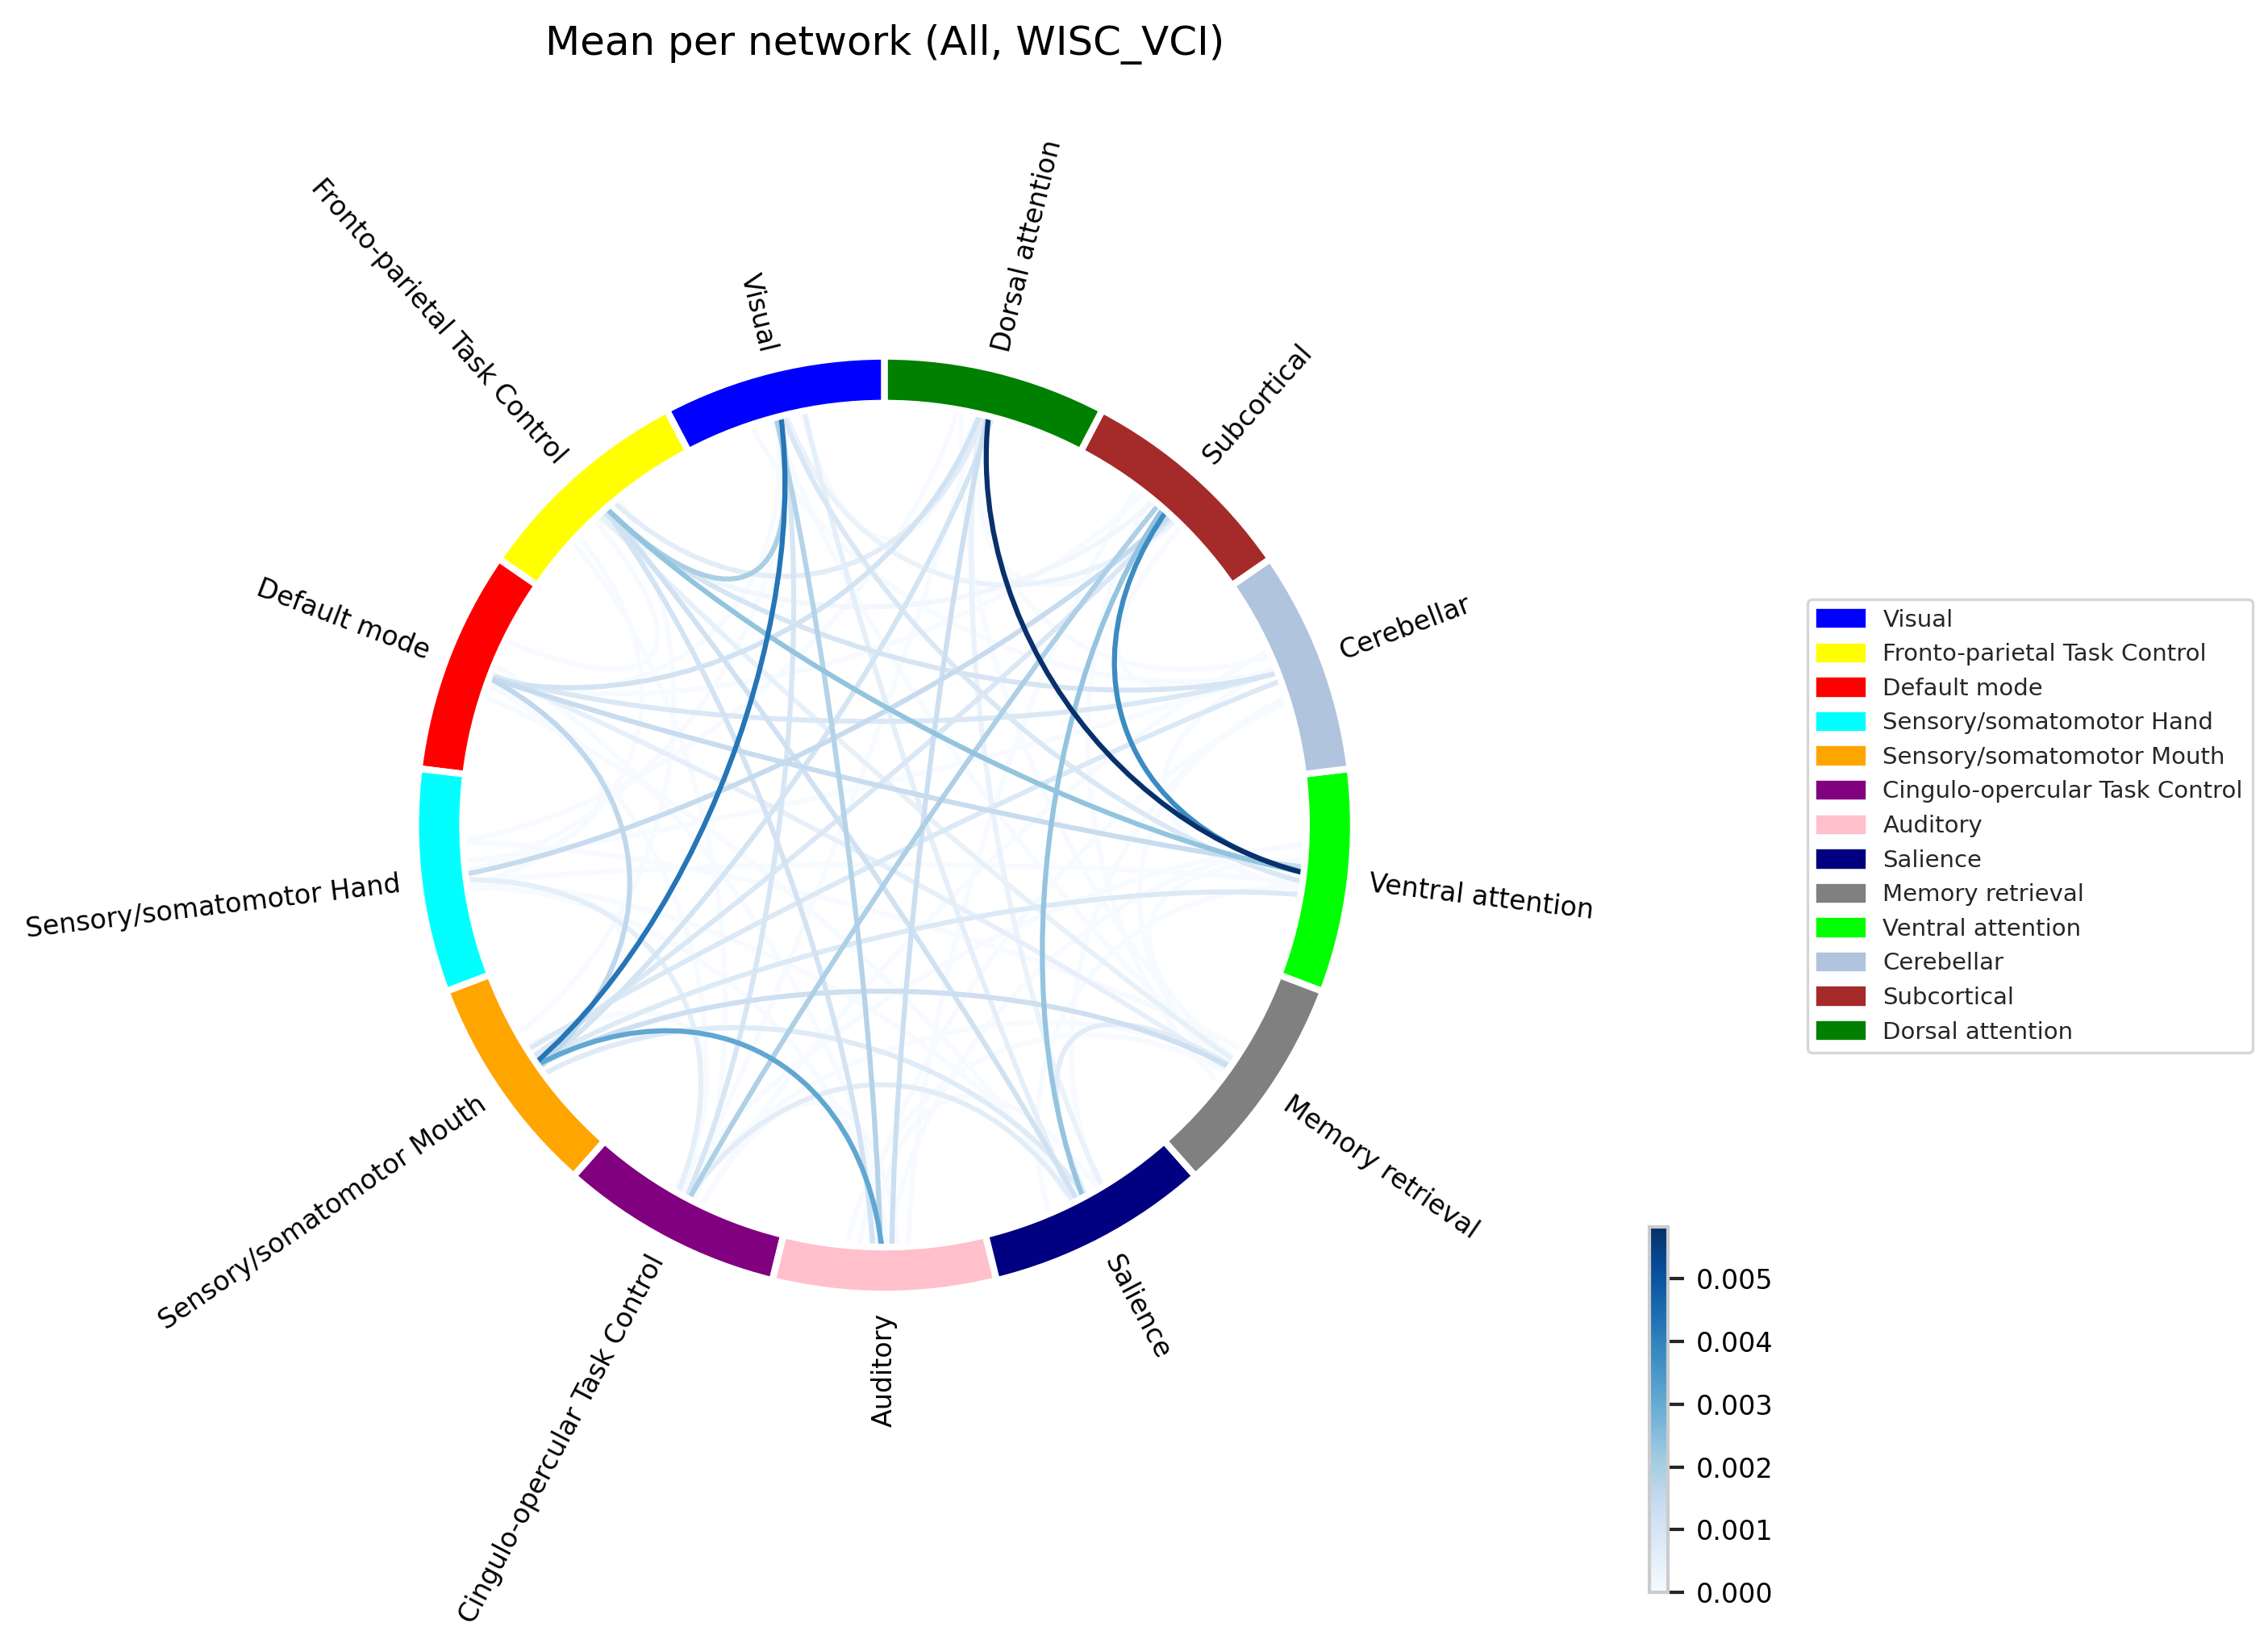 Mean per network (All, WISC_VCI)
Dorsal attention
Fronto-parietal Task Control
Visual
Subcortical
Default mode
Cerebellar
Sensory/somatomotor Hand
Ventral attention
Sensory/somatomotor Mouth
Memory retrieval
Cingulo-opercular Task Control
Auditory
Salience
Visual
Fronto-parietal Task Control
Default mode
Sensory/somatomotor Hand
Sensory/somatomotor Mouth
Cingulo-opercular Task Control
Auditory
Salience
Memory retrieval
Ventral attention
Cerebellar
Subcortical
Dorsal attention
0.005
0.004
0.003
0.002
0.001
0.000